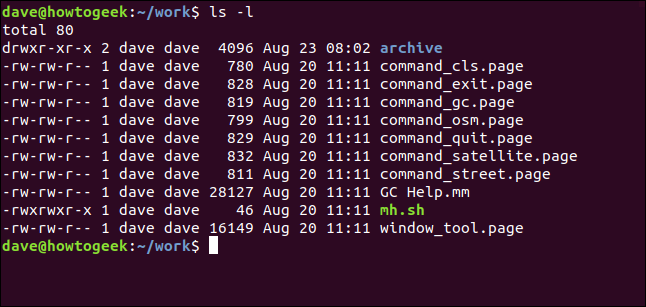 dave@howtogeek:~/work$ ls -l
total 80
drwxr-xr-x 2 dave dave  4096 Aug 23 08:02 archive
-rw-rw-r-- 1 dave dave   780 Aug 20 11:11 command_cls.page
-rw-rw-r-- 1 dave dave   828 Aug 20 11:11 command_exit.page
-rw-rw-r-- 1 dave dave   819 Aug 20 11:11 command_gc.page
-rw-rw-r-- 1 dave dave   799 Aug 20 11:11 command_osm.page
-rw-rw-r-- 1 dave dave   829 Aug 20 11:11 command_quit.page
-rw-rw-r-- 1 dave dave   832 Aug 20 11:11 command_satellite.page
-rw-rw-r-- 1 dave dave   811 Aug 20 11:11 command_street.page
-rw-rw-r-- 1 dave dave 28127 Aug 20 11:11 GC Help.mm
-rwxrwxr-x 1 dave dave    46 Aug 20 11:11 mh.sh
-rw-rw-r-- 1 dave dave 16149 Aug 20 11:11 window_tool.page
dave@howtogeek:~/work$